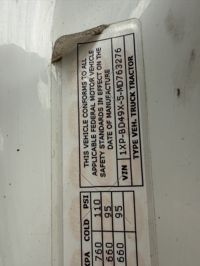 THIS VEHICLE CONFORMS TO ALL
APPLICABLE FEDERAL MOTOR VEHICLE
SAFETY STANDARDS IN EFFECT ON THE
DATE OF MANUFACTURE
VIN 1XP-BD49X-5-MD763276
TYPE VEH. TRUCK TRACTOR
KPA COLD PSI
760 110
660 95
660 95